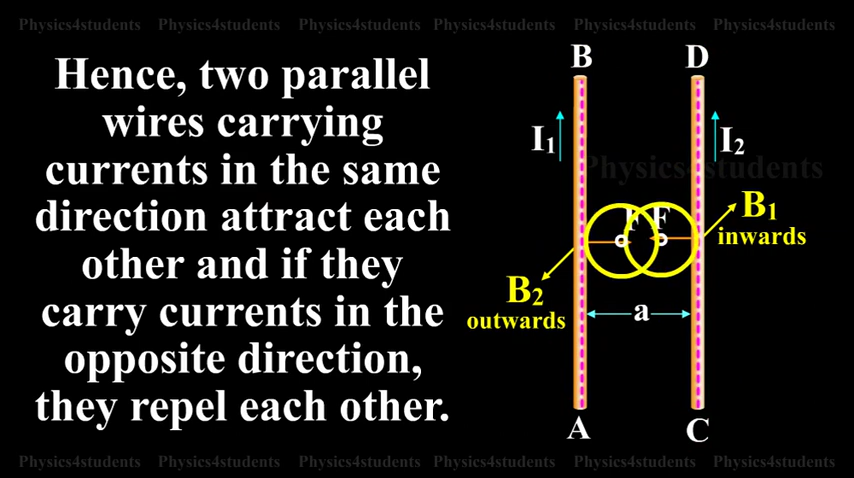 Physics4students Physics4students Physics4students Physics4students Physics4students Physics4students
Hence, two parallel
wires carrying
currents in the same
direction attract each
other and if they
carry currents in the
opposite direction,
they repel each other.
B D
I1 I2
Physics4students
F F
B1
inwards
B2
outwards
a
A C
Physics4students Physics4students Physics4students Physics4students Physics4students Physics4students